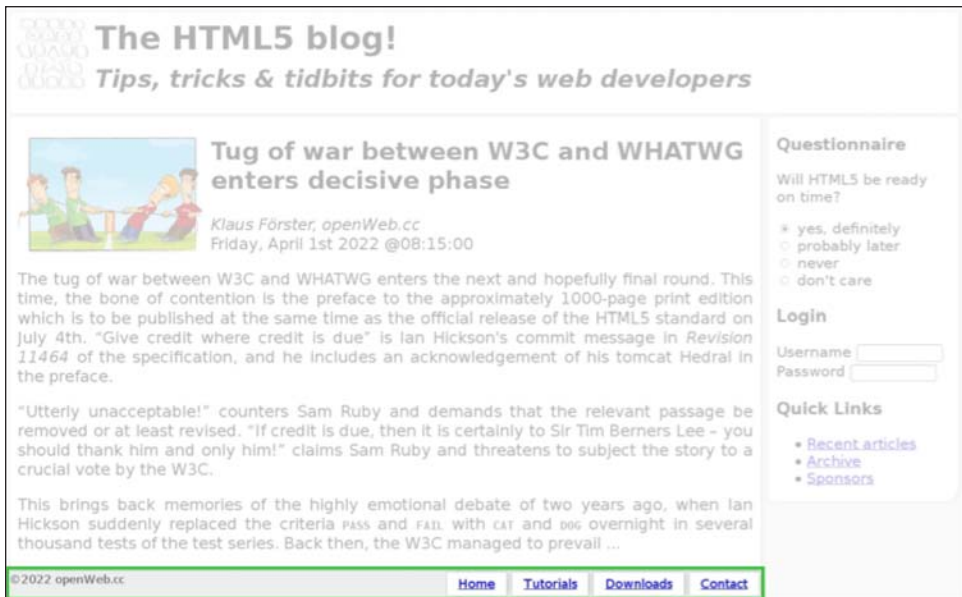 The HTML5 blog!
Tips, tricks & tidbits for today's web developers
Tug of war between W3C and WHATWG
enters decisive phase
Klaus Förster, openWeb.cc
Friday, April 1st 2022 @08:15:00
The tug of war between W3C and WHATWG enters the next and hopefully final round. This
time, the bone of contention is the preface to the approximately 1000-page print edition
which is to be published at the same time as the official release of the HTML5 standard on
July 4th. “Give credit where credit is due” is Ian Hickson's commit message in Revision
11464 of the specification, and he includes an acknowledgement of his tomcat Hedral in
the preface.
“Utterly unacceptable!” counters Sam Ruby and demands that the relevant passage be
removed or at least revised. “If credit is due, then it is certainly to Sir Tim Berners Lee – you
should thank him and only him!” claims Sam Ruby and threatens to subject the story to a
crucial vote by the W3C.
This brings back memories of the highly emotional debate of two years ago, when Ian
Hickson suddenly replaced the criteria PASS and FAIL with CAT and DOG overnight in several
thousand tests of the test series. Back then, the W3C managed to prevail ...
Questionnaire
Will HTML5 be ready
on time?
yes, definitely
probably later
never
don't care
Login
Username
Password
Quick Links
• Recent articles
• Archive
• Sponsors
©2022 openWeb.cc
Home Tutorials Downloads Contact